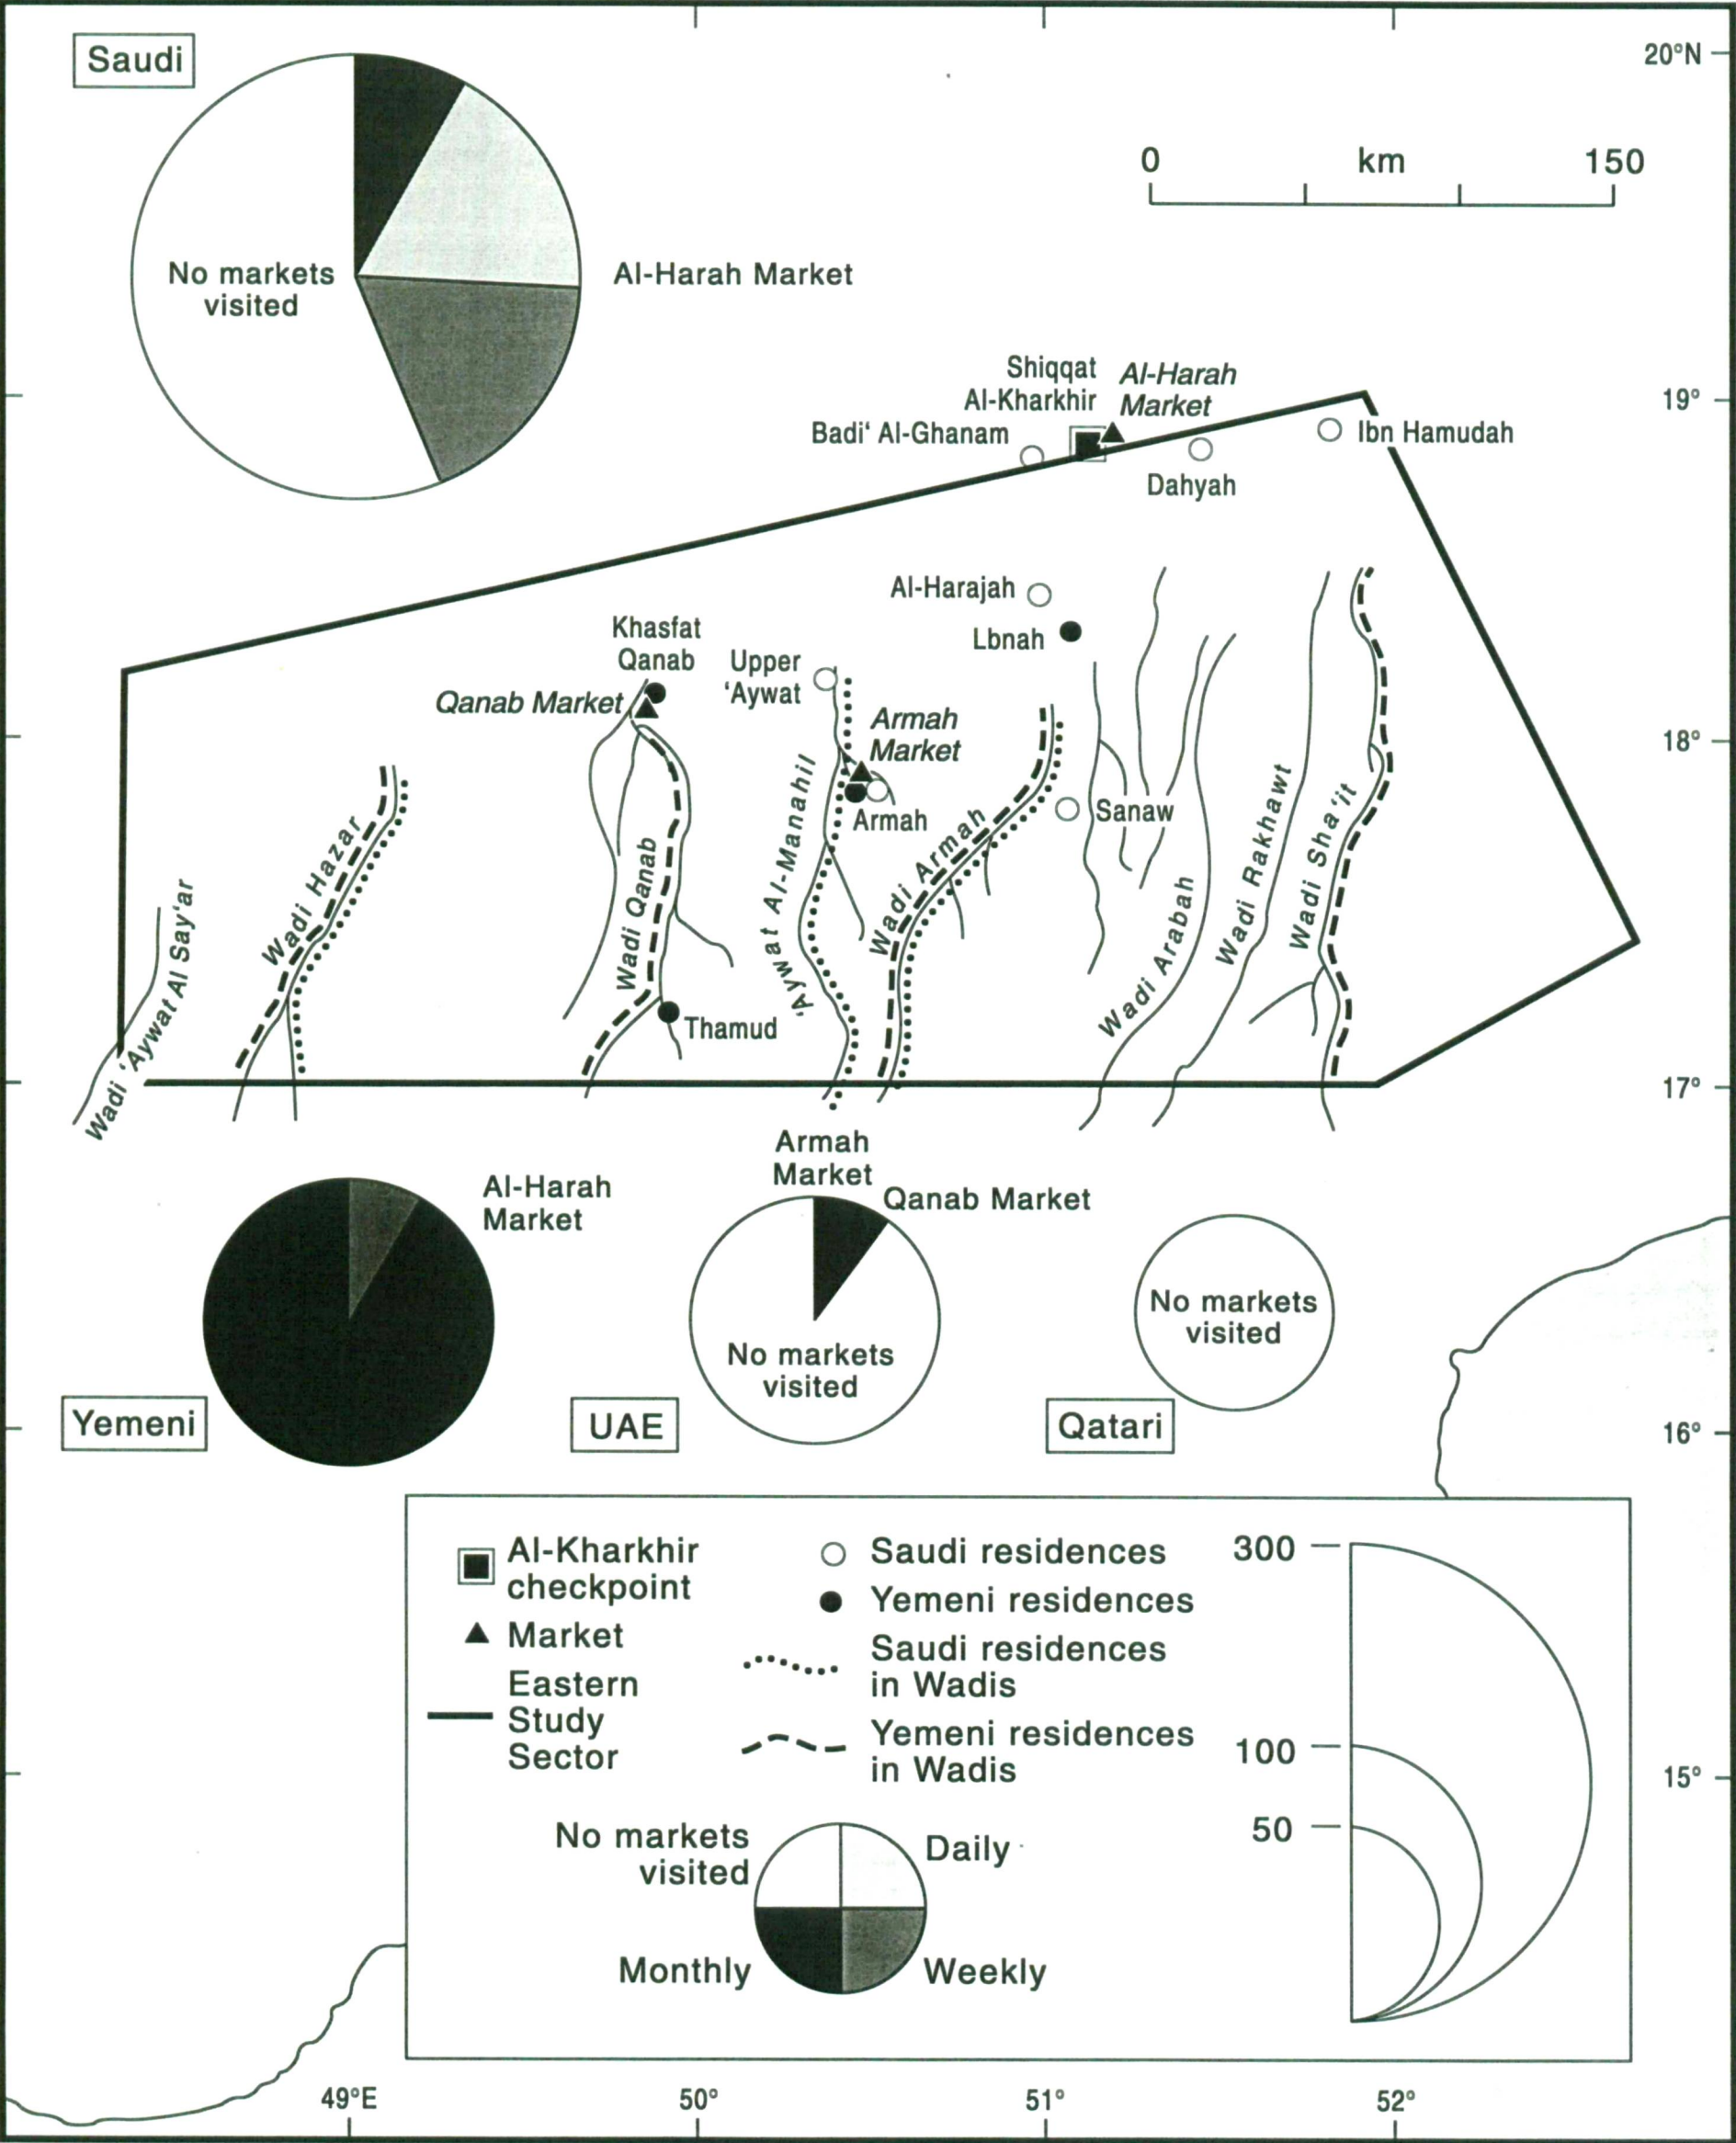 Saudi
20°N
0 km 150
No markets
visited
Al-Harah Market
Shiqqat
Al-Kharkhir
Al-Harah
Market
19°
Badi‘ Al-Ghanam
Ibn Hamudah
Dahyah
Al-Harajah
Lbnah
Khasfat
Qanab
Upper
‘Aywat
Qanab Market
Armah
Market
18°
Armah
Sanaw
Wadi Hazar
Wadi Qanab
‘Aywat Al-Manahil
Wadi Armah
Wadi Arabah
Wadi Rakhawt
Wadi Sha‘it
Wadi ‘Aywat Al Say‘ar
Thamud
17°
Armah
Market
Qanab Market
Al-Harah
Market
No markets
visited
No markets
visited
Yemeni
UAE
Qatari
16°
Al-Kharkhir
checkpoint
Market
Eastern
Study
Sector
Saudi residences
Yemeni residences
Saudi residences
in Wadis
Yemeni residences
in Wadis
300
100
50
15°
No markets
visited
Daily
Monthly
Weekly
49°E
50°
51°
52°